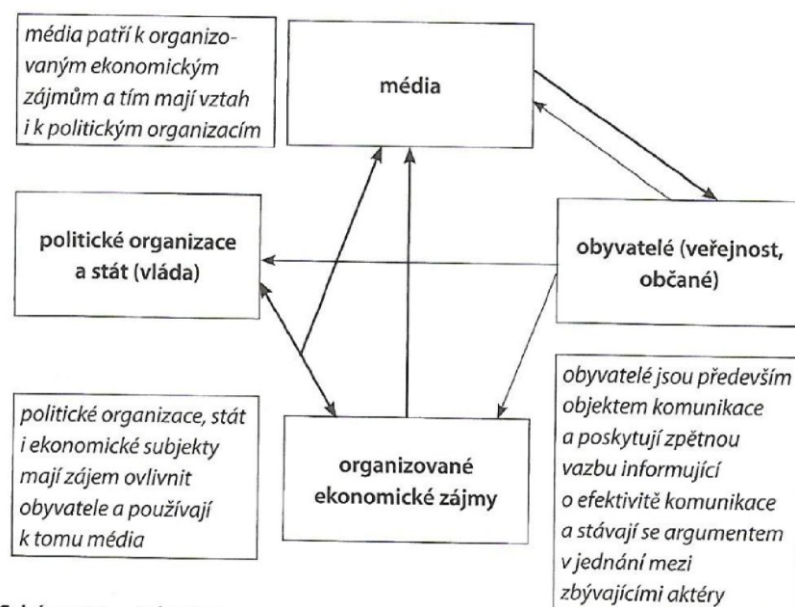 média patří k organizo-
vaným ekonomickým
zájmům a tím mají vztah
i k politickým organizacím
média
politické organizace
a stát (vláda)
obyvatelé (veřejnost,
občané)
politické organizace, stát
i ekonomické subjekty
mají zájem ovlivnit
obyvatele a používají
k tomu média
organizované
ekonomické zájmy
obyvatelé jsou především
objektem komunikace
a poskytují zpětnou
vazbu informující
o efektivitě komunikace
a stávají se argumentem
v jednání mezi
zbývajícími aktéry